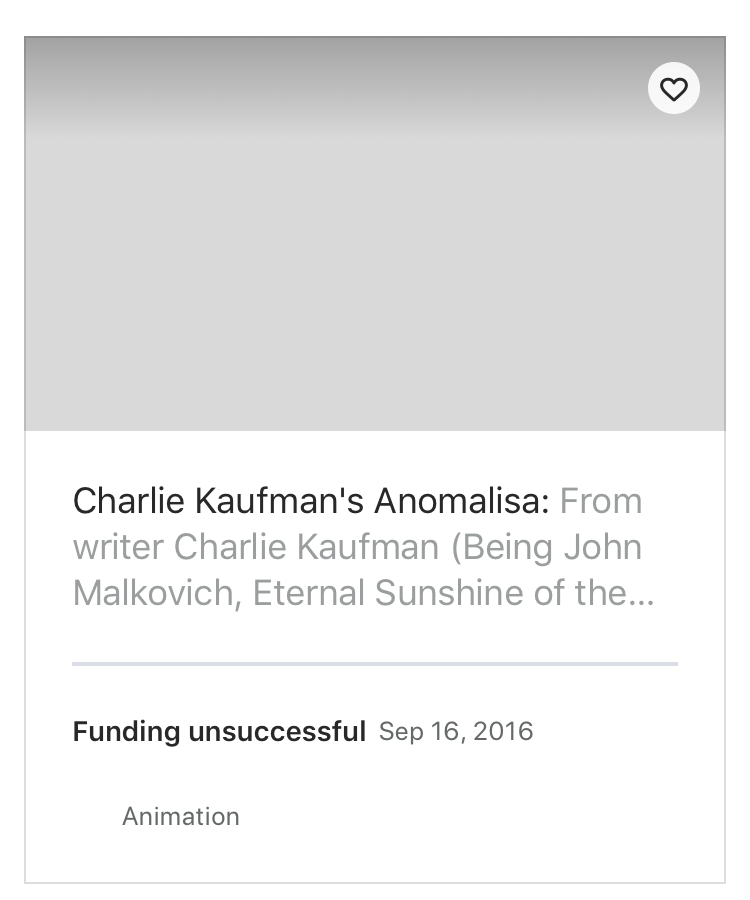 Charlie Kaufman's Anomalisa: From
writer Charlie Kaufman (Being John
Malkovich, Eternal Sunshine of the...
Funding unsuccessful Sep 16, 2016
Animation